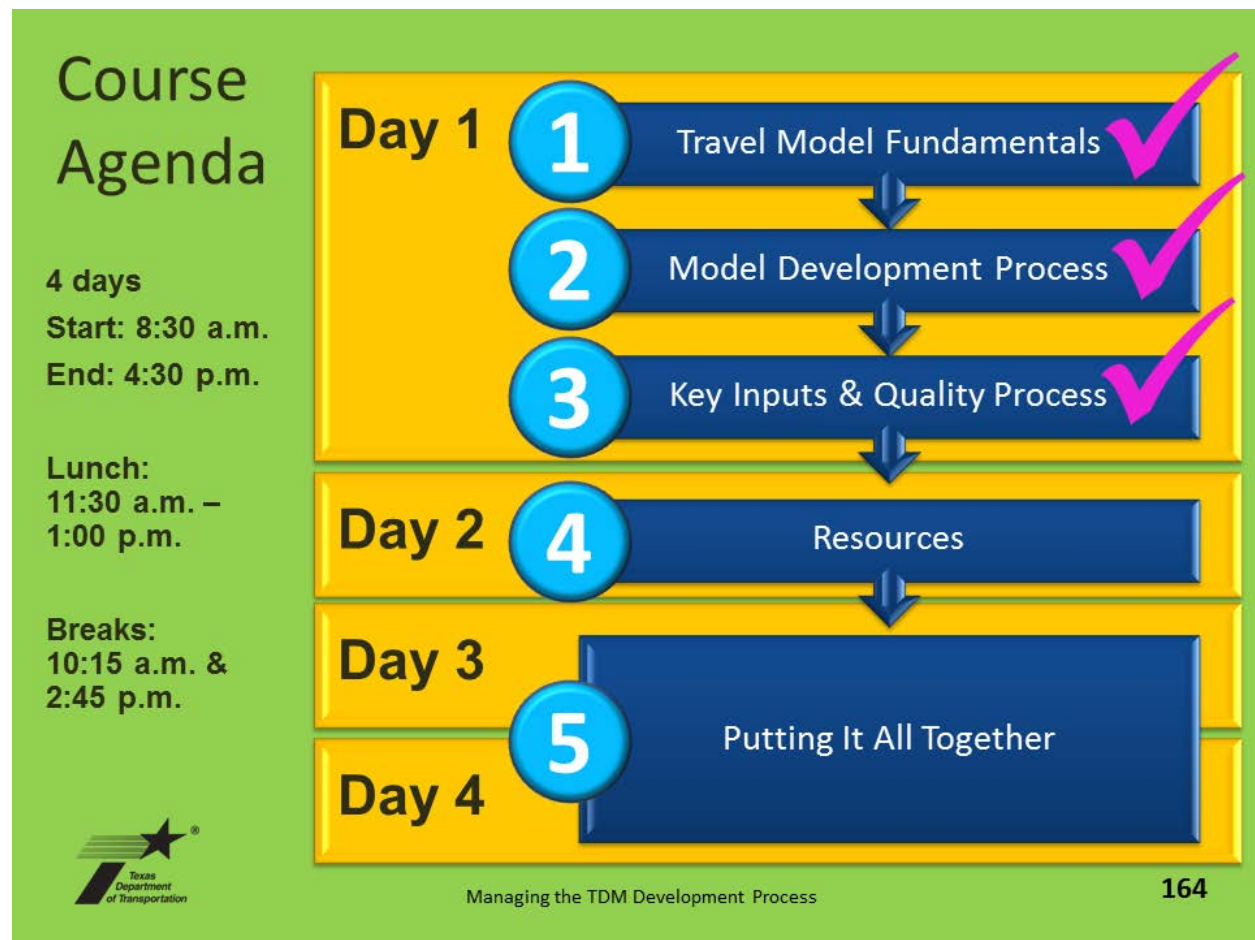 Course
Agenda
4 days
Start: 8:30 a.m.
End: 4:30 p.m.
Lunch:
11:30 a.m. –
1:00 p.m.
Breaks:
10:15 a.m. &
2:45 p.m.
Day 1
1
Travel Model Fundamentals
2
Model Development Process
3
Key Inputs & Quality Process
Day 2
4
Resources
Day 3
5
Putting It All Together
Day 4
®
Texas
Department
of Transportation
Managing the TDM Development Process
164